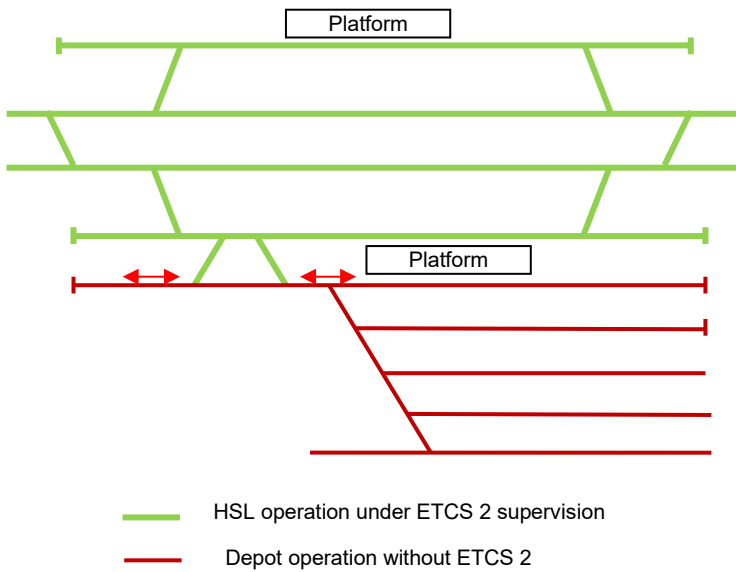 Platform
Platform
HSL operation under ETCS 2 supervision
Depot operation without ETCS 2